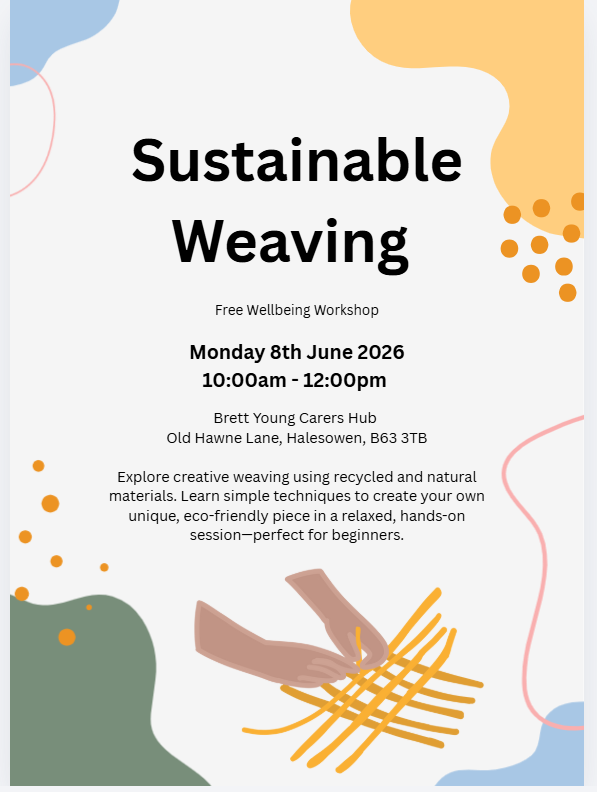 Sustainable
Weaving
Free Wellbeing Workshop
Monday 8th June 2026
10:00am - 12:00pm
Brett Young Carers Hub
Old Hawne Lane, Halesowen, B63 3TB
Explore creative weaving using recycled and natural
materials. Learn simple techniques to create your own
unique, eco-friendly piece in a relaxed, hands-on
session—perfect for beginners.